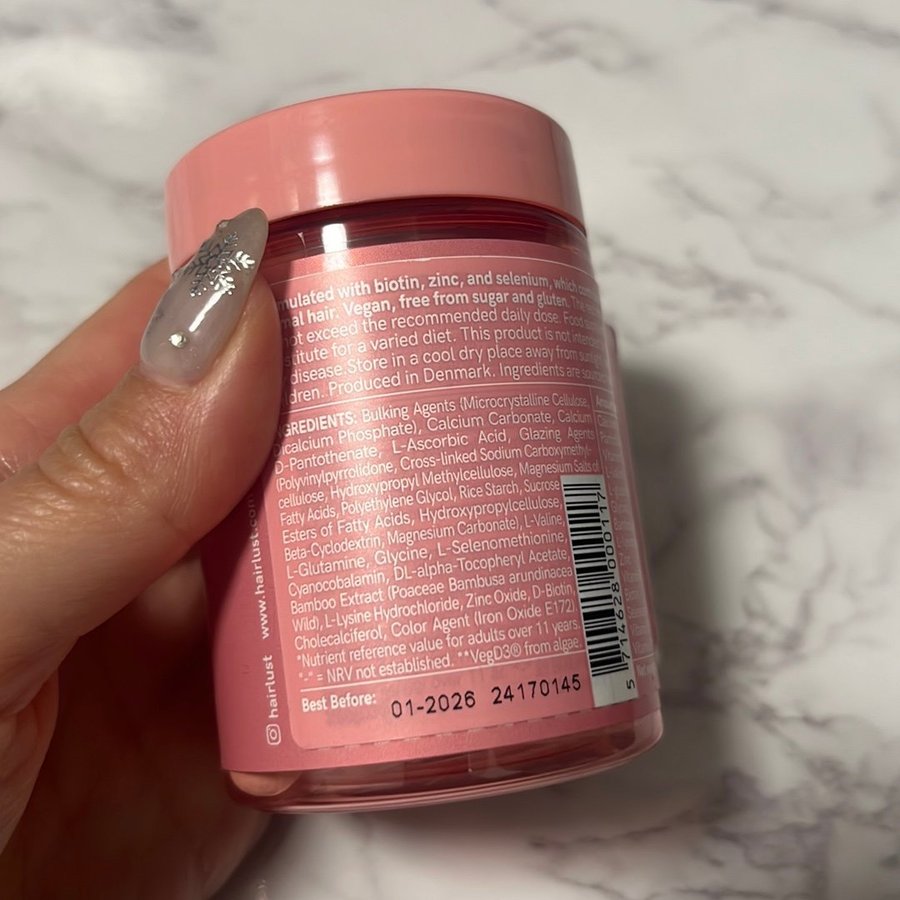 mulated with biotin, zinc, and selenium, which
mal hair. Vegan, free from sugar and gluten.
not exceed the recommended daily dose. Food
stitute for a varied diet. This product is not intended
disease. Store in a cool dry place away from sunlight
ldren. Produced in Denmark. Ingredients are
GREDIENTS: Bulking Agents (Microcrystalline Cellulose,
Dicalcium Phosphate), Calcium Carbonate, Calcium
D-Pantothenate, L-Ascorbic Acid, Glazing Agents
(Polyvinylpyrrolidone, Cross-linked Sodium Carboxymethyl-
cellulose, Hydroxypropyl Methylcellulose, Magnesium Salts of
Fatty Acids, Polyethylene Glycol, Rice Starch, Sucrose
Esters of Fatty Acids, Hydroxypropylcellulose,
Beta-Cyclodextrin, Magnesium Carbonate), L-Valine,
L-Glutamine, Glycine, L-Selenomethionine,
Cyanocobalamin, DL-alpha-Tocopheryl Acetate,
Bamboo Extract (Poaceae Bambusa arundinacea
Wild), L-Lysine Hydrochloride, Zinc Oxide, D-Biotin,
Cholecalciferol, Color Agent (Iron Oxide E172).
*Nutrient reference value for adults over 11 years.
"-" = NRV not established. **VegD3® from algae.
Best Before: 01-2026 24170145
hairlust www.hairlust.com
5 714628 000117